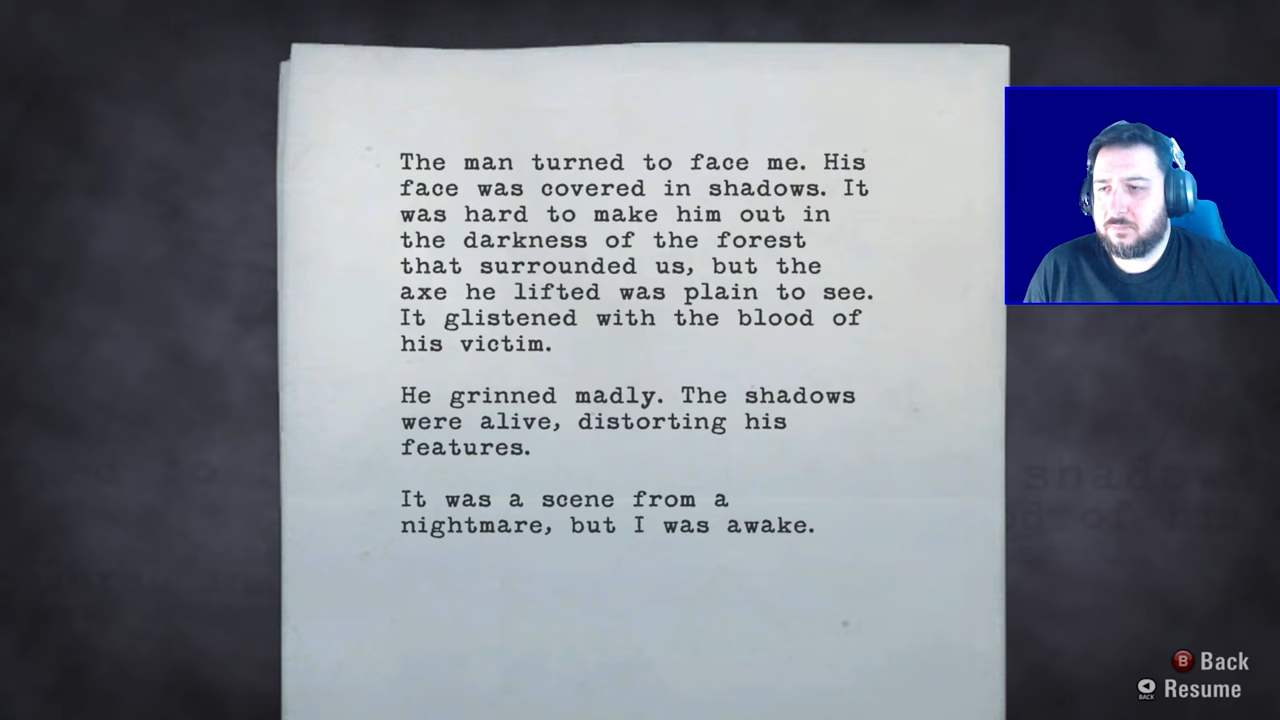 The man turned to face me. His
face was covered in shadows. It
was hard to make him out in
the darkness of the forest
that surrounded us, but the
axe he lifted was plain to see.
It glistened with the blood of
his victim.
He grinned madly. The shadows
were alive, distorting his
features.
It was a scene from a
nightmare, but I was awake.
B Back
BACK Resume